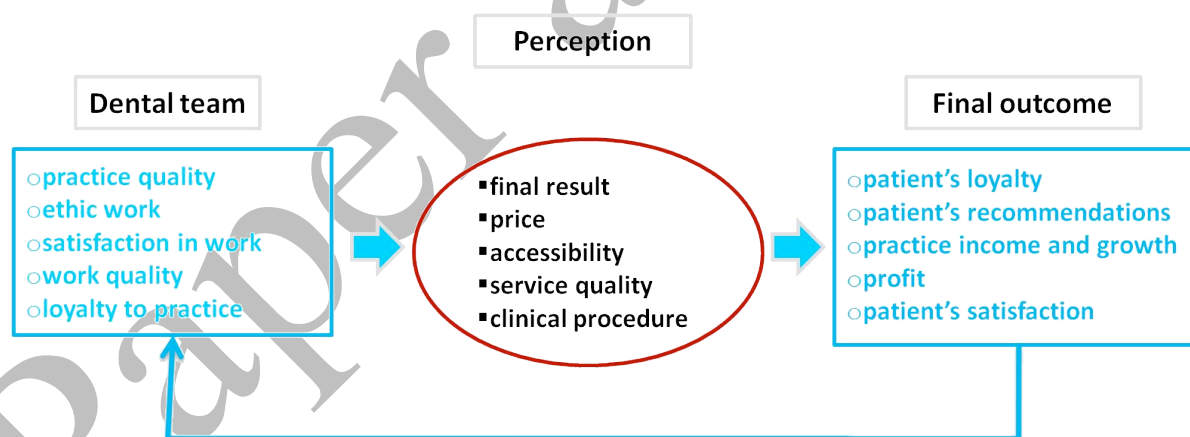 Perception
Dental team
Final outcome
practice quality
ethic work
satisfaction in work
work quality
loyalty to practice
final result
price
accessibility
service quality
clinical procedure
patient's loyalty
patient's recommendations
practice income and growth
profit
patient's satisfaction
Paper